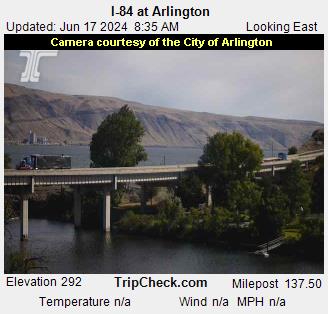 I-84 at Arlington
Updated: Jun 17 2024 8:35 AM Looking East
Camera courtesy of the City of Arlington
Elevation 292 TripCheck.com Milepost 137.50
Temperature n/a Wind n/a MPH n/a